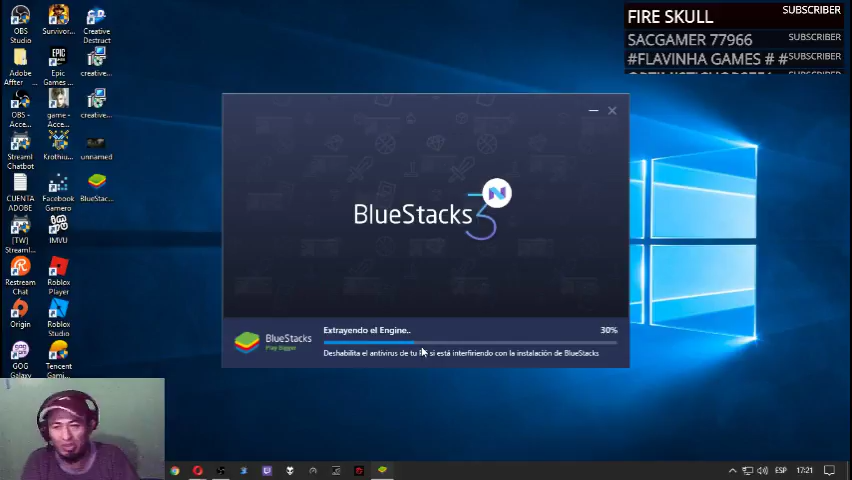 FIRE SKULL
SUBSCRIBER
SACGAMER 77966
SUBSCRIBER
#FLAVINHA GAMES # #
SUBSCRIBER
OBS
Studio
Survivor...
Creative
Destruct
Adobe
Affter ...
Epic
Games ...
creative...
OBS -
Acce...
game -
Acce...
creative...
Streaml
Chatbot
Krothiu...
unnamed
CUENTA
ADOBE
Facebook
Gamero
BlueStac...
[TW]
Streaml...
IMVU
Restream
Chat
Roblox
Player
Origin
Roblox
Studio
GOG
Galaxy
Tencent
Gami...
BlueStacks 3
N
BlueStacks
Play Bigger
Extrayendo el Engine..
30%
Deshabilita el antivirus de tu si está interfiriendo con la instalación de BlueStacks
ESP
17:21